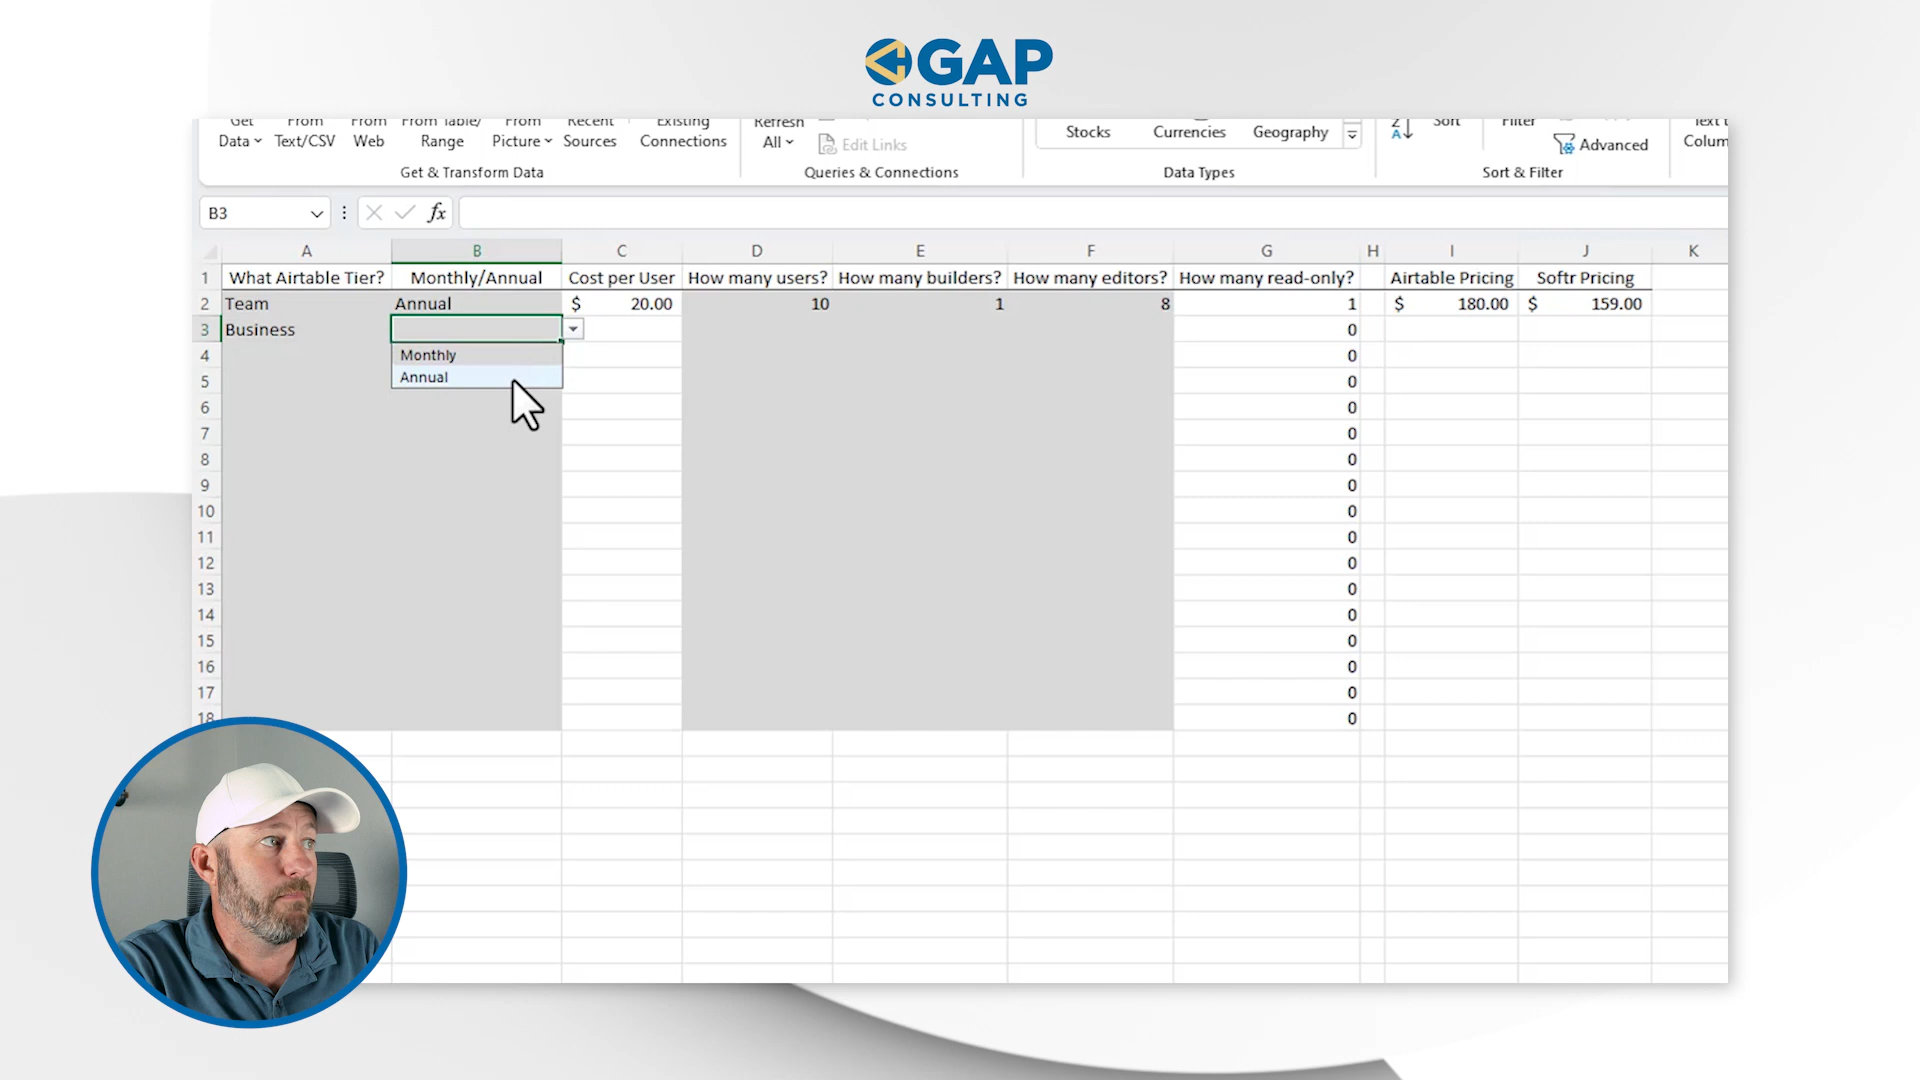 GAP
CONSULTING
Get From From From Table/ From Recent Existing Refresh Stocks Currencies Geography Sort Filter
Data Text/CSV Web Range Picture Sources Connections All Edit Links Advanced Colum
Get & Transform Data Queries & Connections Data Types Sort & Filter
B3 fx
A B C D E F G H I J K
1 What Airtable Tier? Monthly/Annual Cost per User How many users? How many builders? How many editors? How many read-only? Airtable Pricing Softr Pricing
2 Team Annual $ 20.00 10 1 8 1 $ 180.00 $ 159.00
3 Business 0
4 Monthly 0
5 Annual 0
6 0
7 0
8 0
9 0
10 0
11 0
12 0
13 0
14 0
15 0
16 0
17 0
18 0